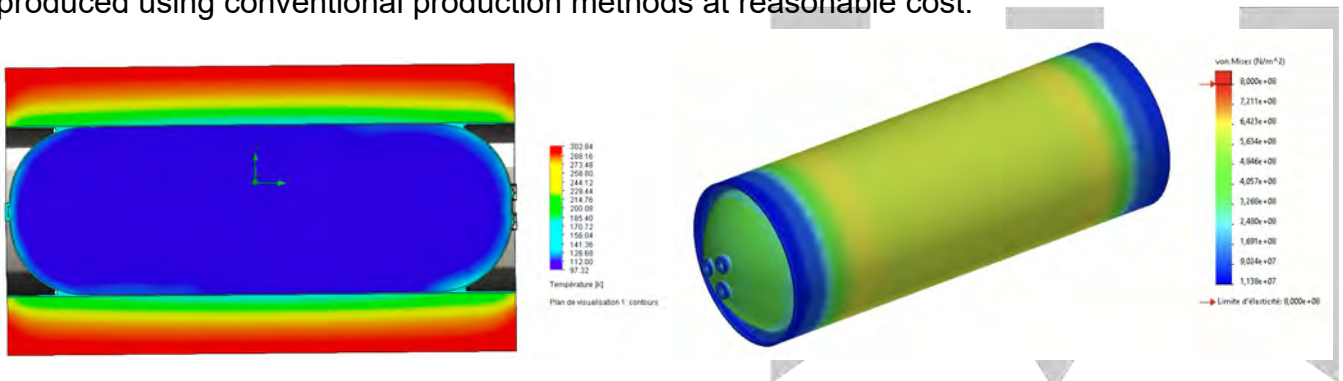 produced using conventional production methods at reasonable cost.
302.84
288.16
273.48
258.80
244.12
229.44
214.76
200.08
185.40
170.72
156.04
141.36
126.68
112.00
97.32
Température [K]
Plan de visualisation 1: contours
von Mises (N/m^2)
8,000e+08
7,211e+08
6,423e+08
5,634e+08
4,846e+08
4,057e+08
3,268e+08
2,480e+08
1,691e+08
9,024e+07
1,138e+07
Limite d'élasticité: 8,000e+08